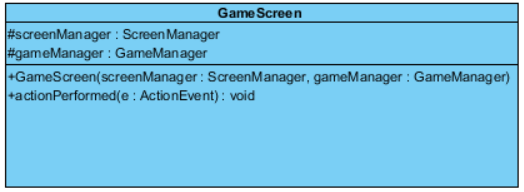 GameScreen
#screenManager : ScreenManager
#gameManager : GameManager
+GameScreen(screenManager : ScreenManager, gameManager : GameManager)
+actionPerformed(e : ActionEvent) : void